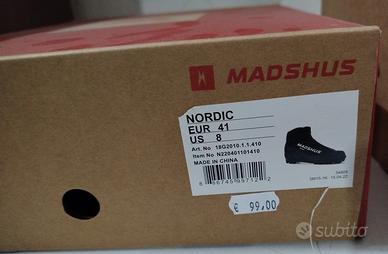 MADSHUS
NORDIC
EUR 41
US 8
Art. No 18G2010.1.1.410
Item No N220401101410
MADE IN CHINA
€ 99,00
subito
MADSHUS